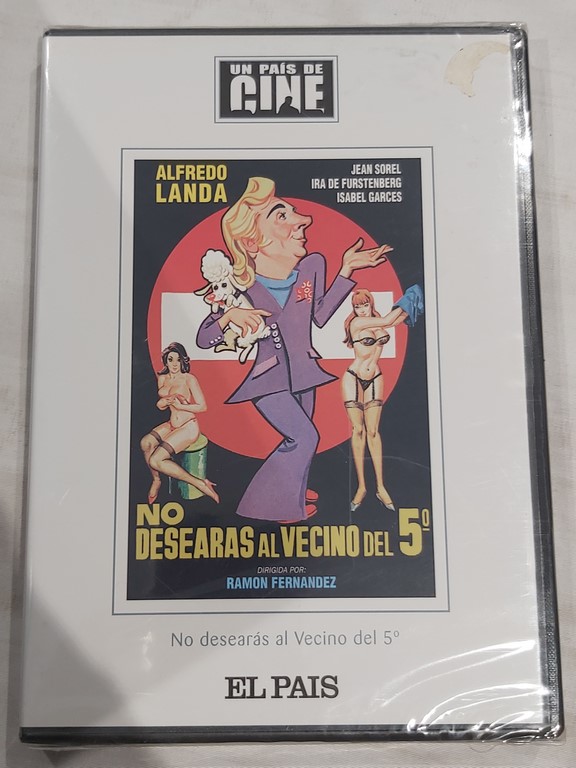 UN PAÍS DE
CINE
ALFREDO
LANDA
JEAN SOREL
IRA DE FURSTENBERG
ISABEL GARCES
NO
DESEARAS AL VECINO DEL 5º
DIRIGIDA POR:
RAMON FERNANDEZ
No desearás al Vecino del 5º
EL PAIS